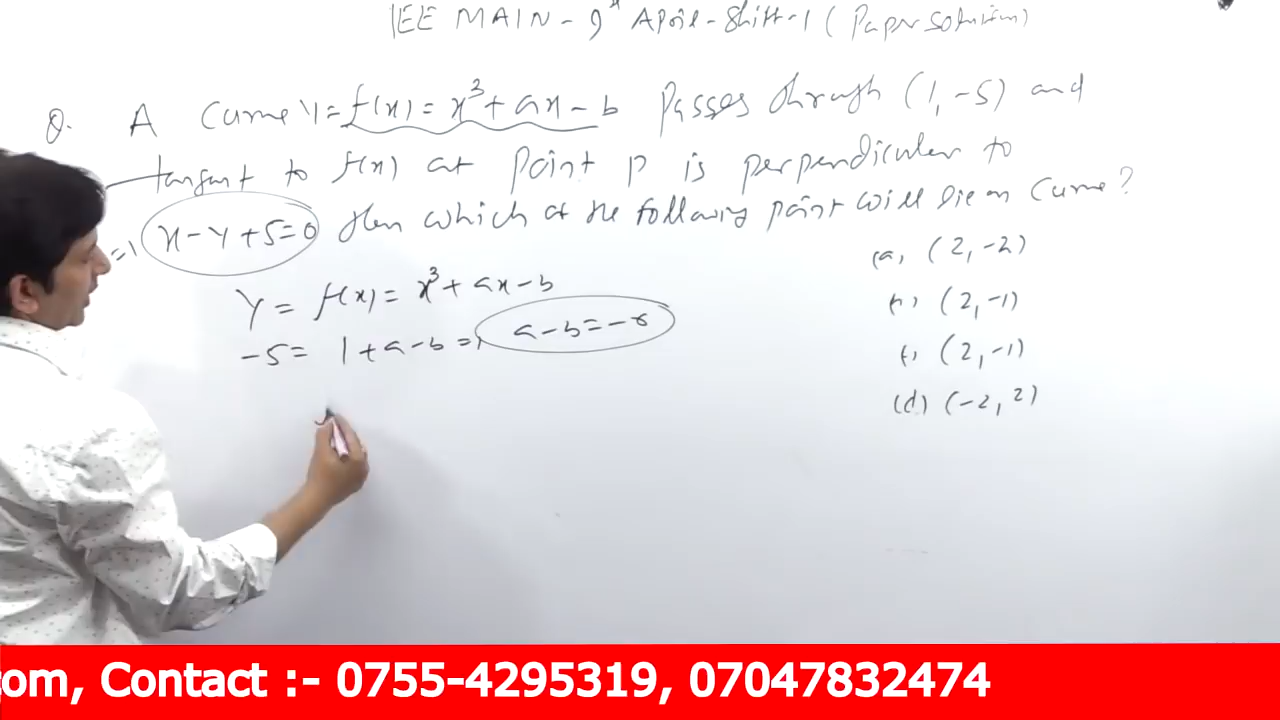 JEE MAIN - 9th April - Shift-1 ( Paper solution)
Q. A Curve Y = f(x) = x³ + ax - b Passes through (1, -5) and
tangent to f(x) at Point P is perpendicular to
=1 x - y + 5 = 0 then which of the following point will lie on Curve?
(a) (2, -2)
(2, -1)
(2, -1)
(d) (-2, 2)
Y = f(x) = x³ + ax - b
-5 = 1 + a - b => a - b = -6
com, Contact :- 0755-4295319, 07047832474